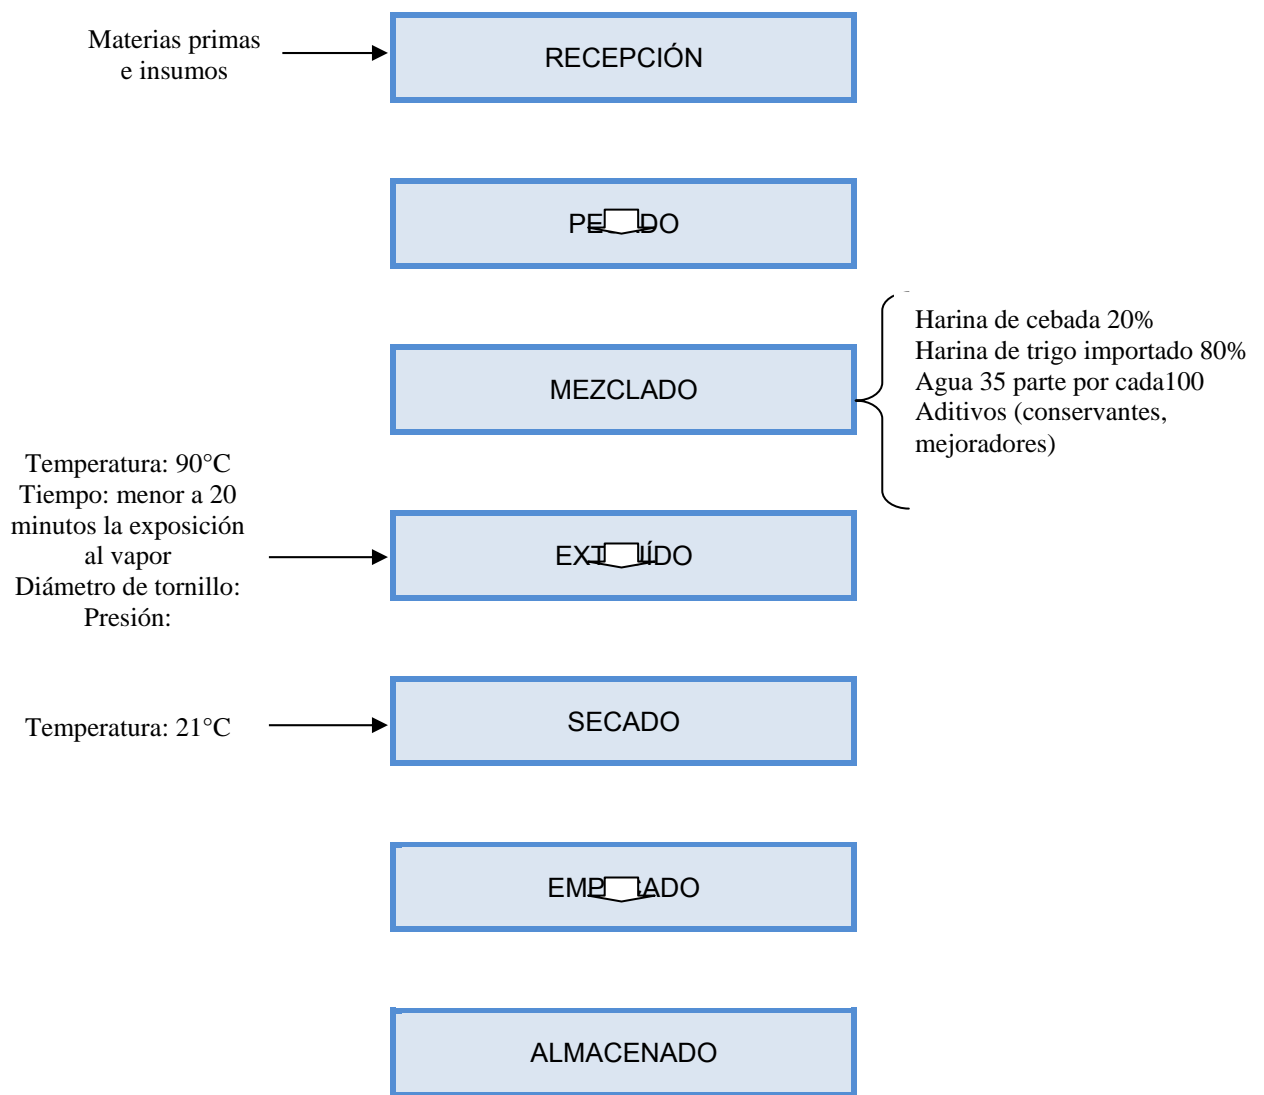 Materias primas
e insumos
RECEPCIÓN
MEZCLADO
Harina de cebada 20%
Harina de trigo importado 80%
Agua 35 parte por cada100
Aditivos (conservantes,
mejoradores)
Temperatura: 90°C
Tiempo: menor a 20
minutos la exposición
al vapor
Diámetro de tornillo:
Presión:
Temperatura: 21°C
SECADO
ALMACENADO